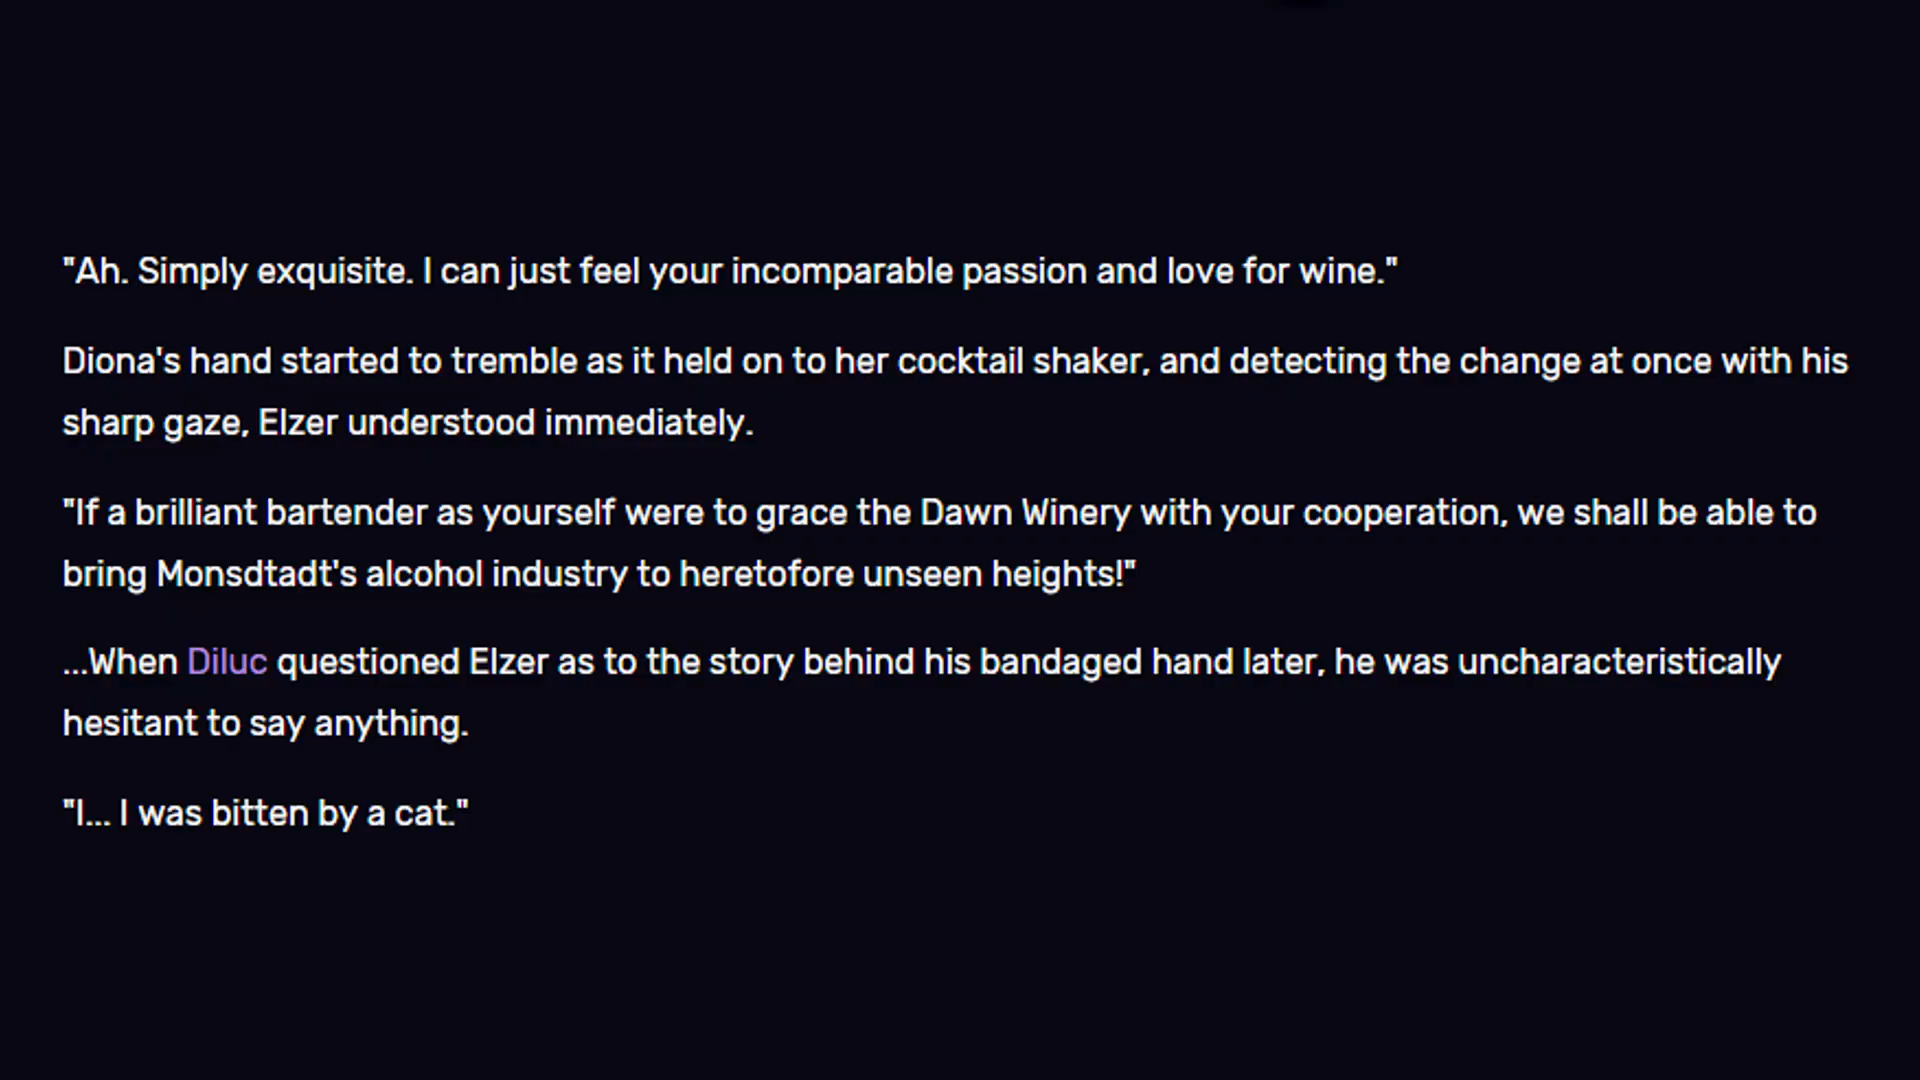 "Ah. Simply exquisite. I can just feel your incomparable passion and love for wine."
Diona's hand started to tremble as it held on to her cocktail shaker, and detecting the change at once with his
sharp gaze, Elzer understood immediately.
"If a brilliant bartender as yourself were to grace the Dawn Winery with your cooperation, we shall be able to
bring Monsdtadt's alcohol industry to heretofore unseen heights!"
...When Diluc questioned Elzer as to the story behind his bandaged hand later, he was uncharacteristically
hesitant to say anything.
"I... I was bitten by a cat."